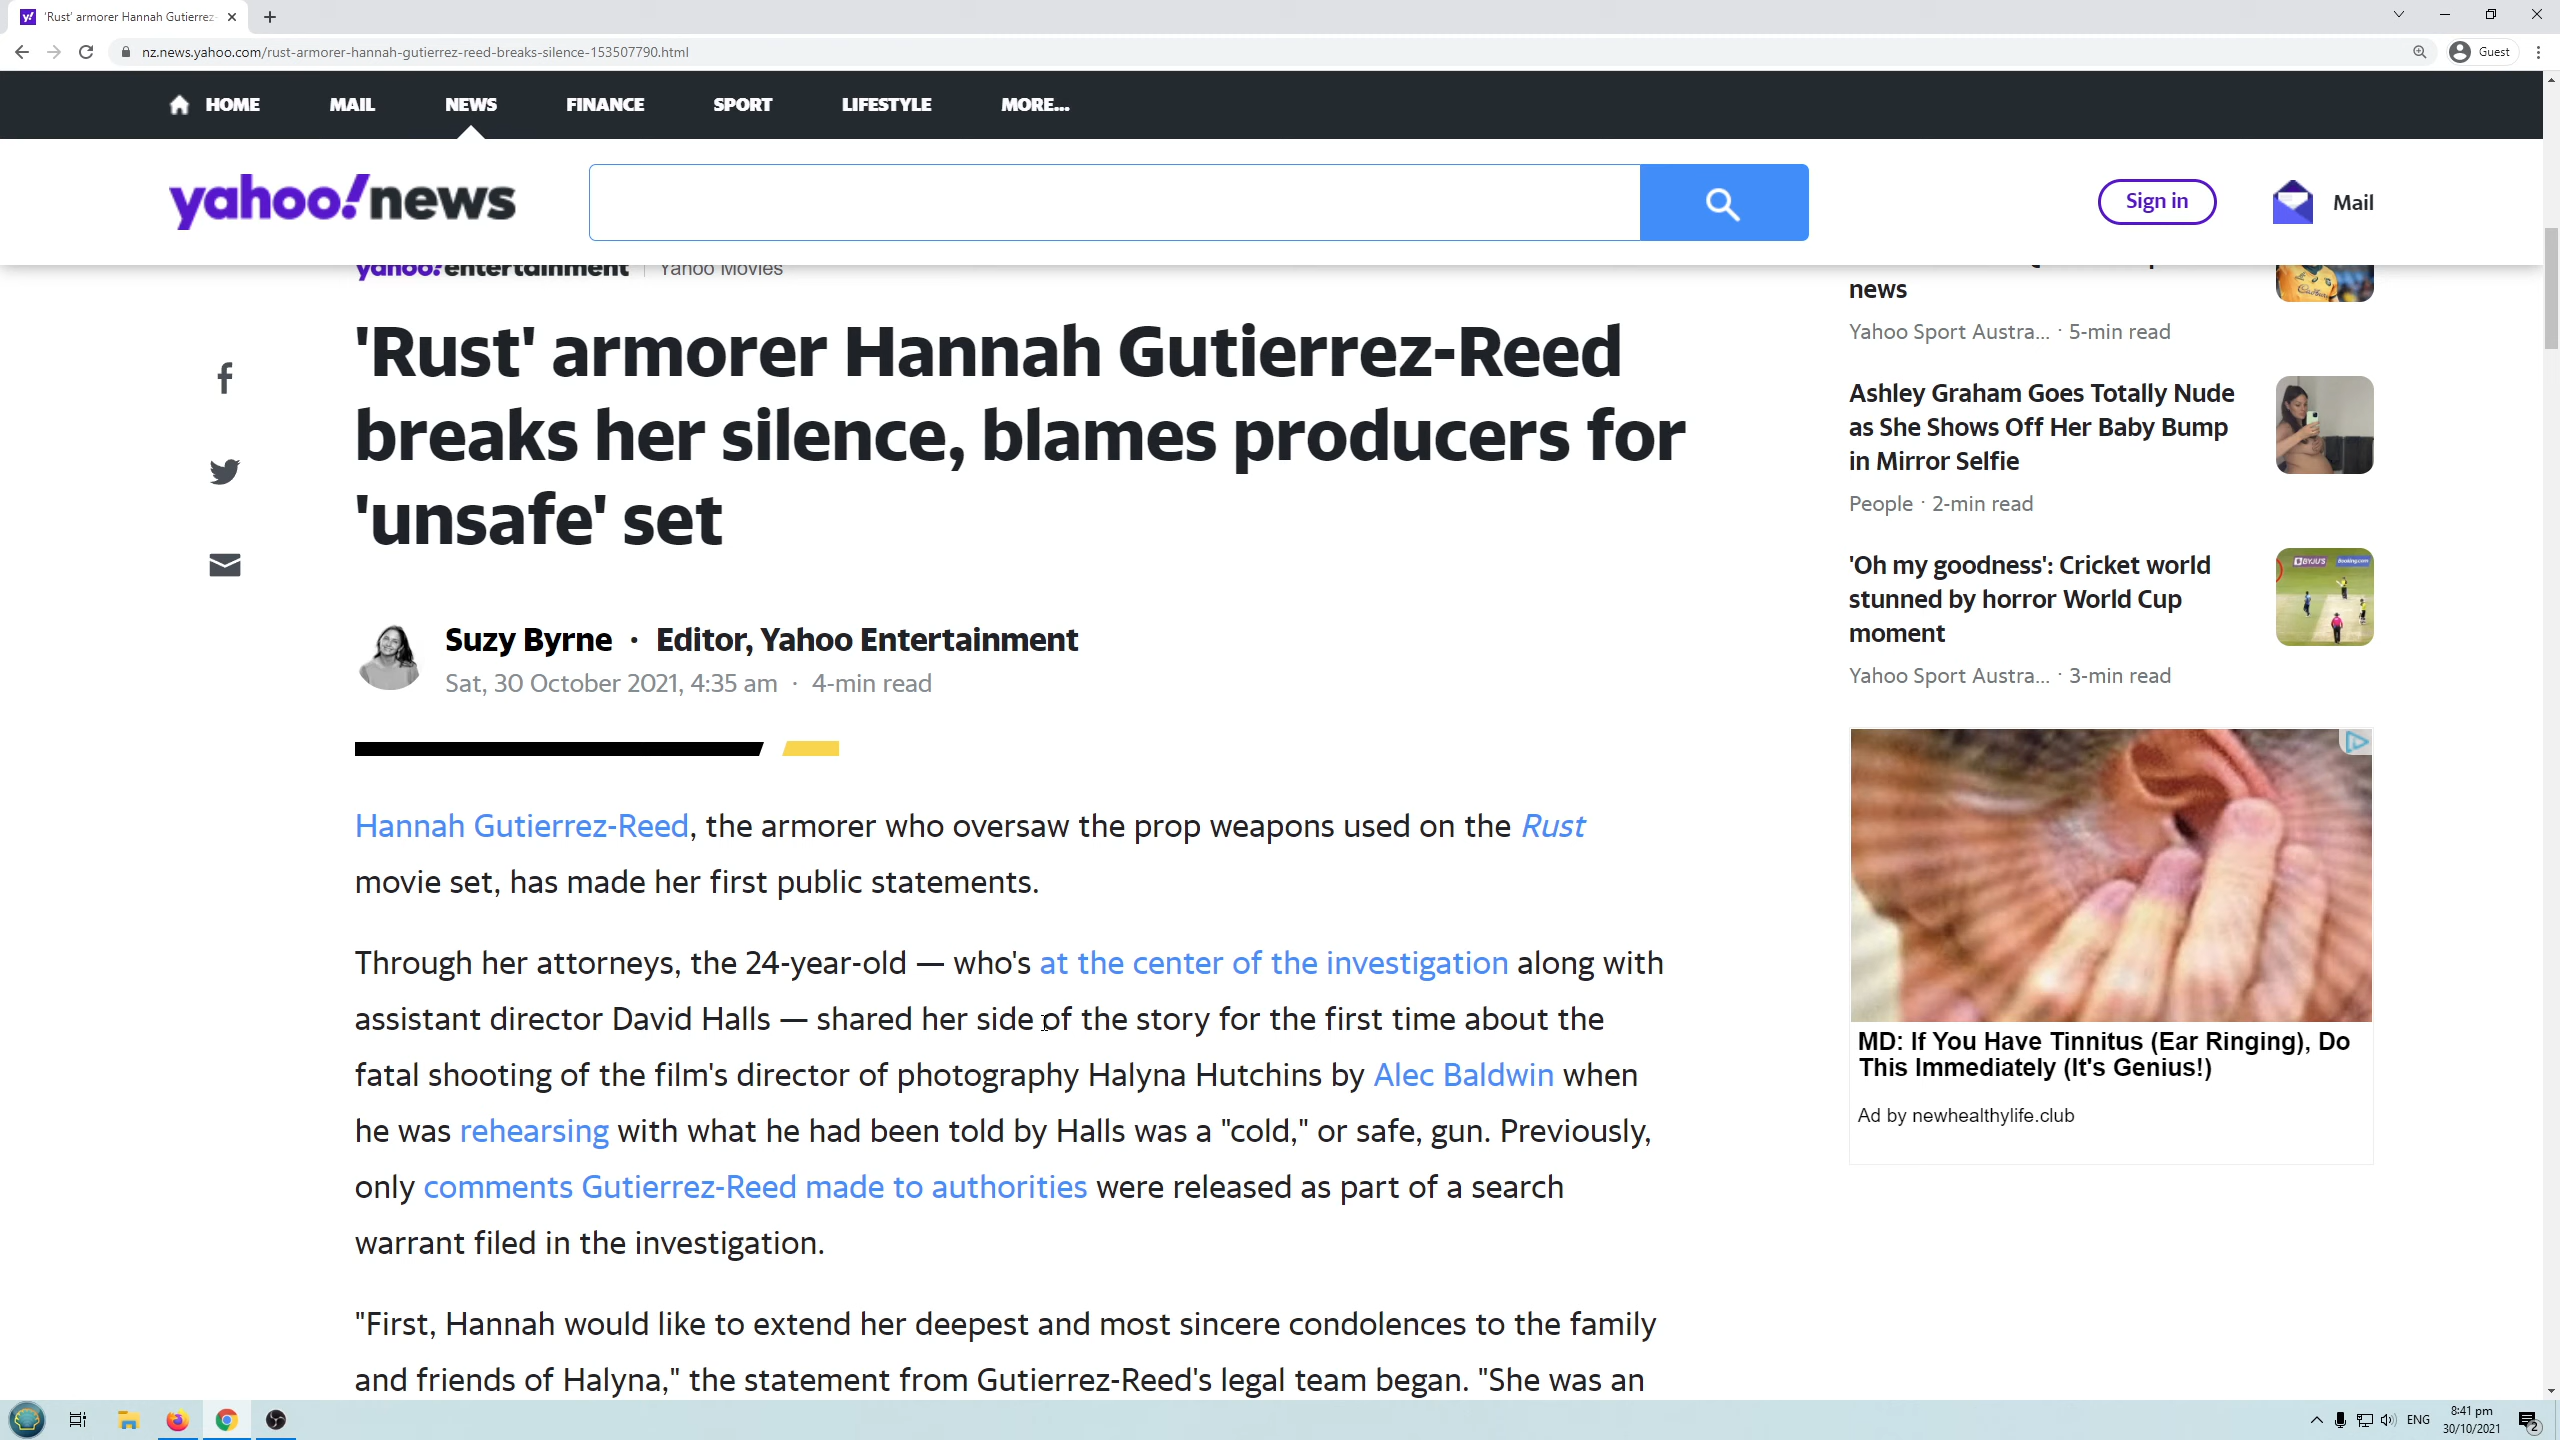 'Rust' armorer Hannah Gutierrez-
nz.news.yahoo.com/rust-armorer-hannah-gutierrez-reed-breaks-silence-153507790.html
Guest
HOME
MAIL
NEWS
FINANCE
SPORT
LIFESTYLE
MORE...
yahoo!news
Sign in
Mail
yahoo!entertainment
Yahoo Movies
'Rust' armorer Hannah Gutierrez-Reed
breaks her silence, blames producers for
'unsafe' set
Suzy Byrne · Editor, Yahoo Entertainment
Sat, 30 October 2021, 4:35 am · 4-min read
Hannah Gutierrez-Reed, the armorer who oversaw the prop weapons used on the Rust
movie set, has made her first public statements.
Through her attorneys, the 24-year-old — who's at the center of the investigation along with
assistant director David Halls — shared her side of the story for the first time about the
fatal shooting of the film's director of photography Halyna Hutchins by Alec Baldwin when
he was rehearsing with what he had been told by Halls was a "cold," or safe, gun. Previously,
only comments Gutierrez-Reed made to authorities were released as part of a search
warrant filed in the investigation.
"First, Hannah would like to extend her deepest and most sincere condolences to the family
and friends of Halyna," the statement from Gutierrez-Reed's legal team began. "She was an
news
Yahoo Sport Austra... · 5-min read
Ashley Graham Goes Totally Nude
as She Shows Off Her Baby Bump
in Mirror Selfie
People · 2-min read
'Oh my goodness': Cricket world
stunned by horror World Cup
moment
BYJU'S
Booking.com
Yahoo Sport Austra... · 3-min read
MD: If You Have Tinnitus (Ear Ringing), Do
This Immediately (It's Genius!)
Ad by newhealthylife.club
ENG
8:41 pm
30/10/2021
2